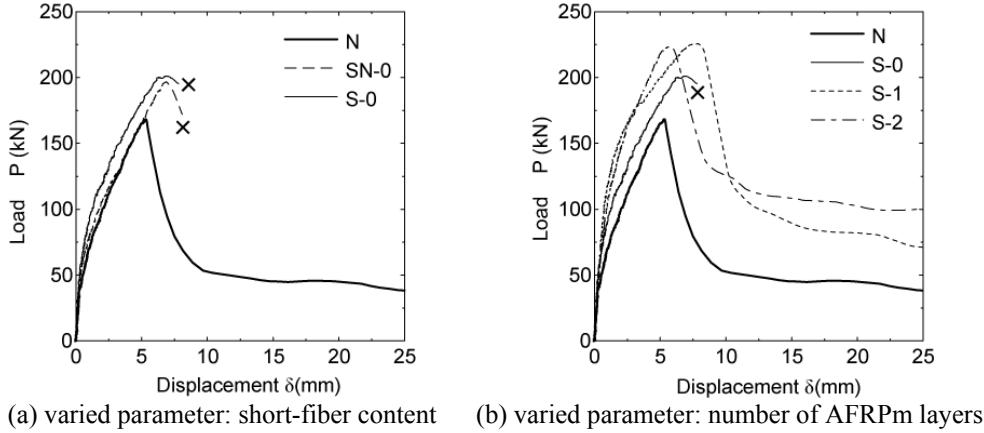 250
200
150
100
50
0
Load P (kN)
N
SN-0
S-0
0 5 10 15 20 25
Displacement δ(mm)
(a) varied parameter: short-fiber content
250
200
150
100
50
0
Load P (kN)
N
S-0
S-1
S-2
0 5 10 15 20 25
Displacement δ(mm)
(b) varied parameter: number of AFRPm layers